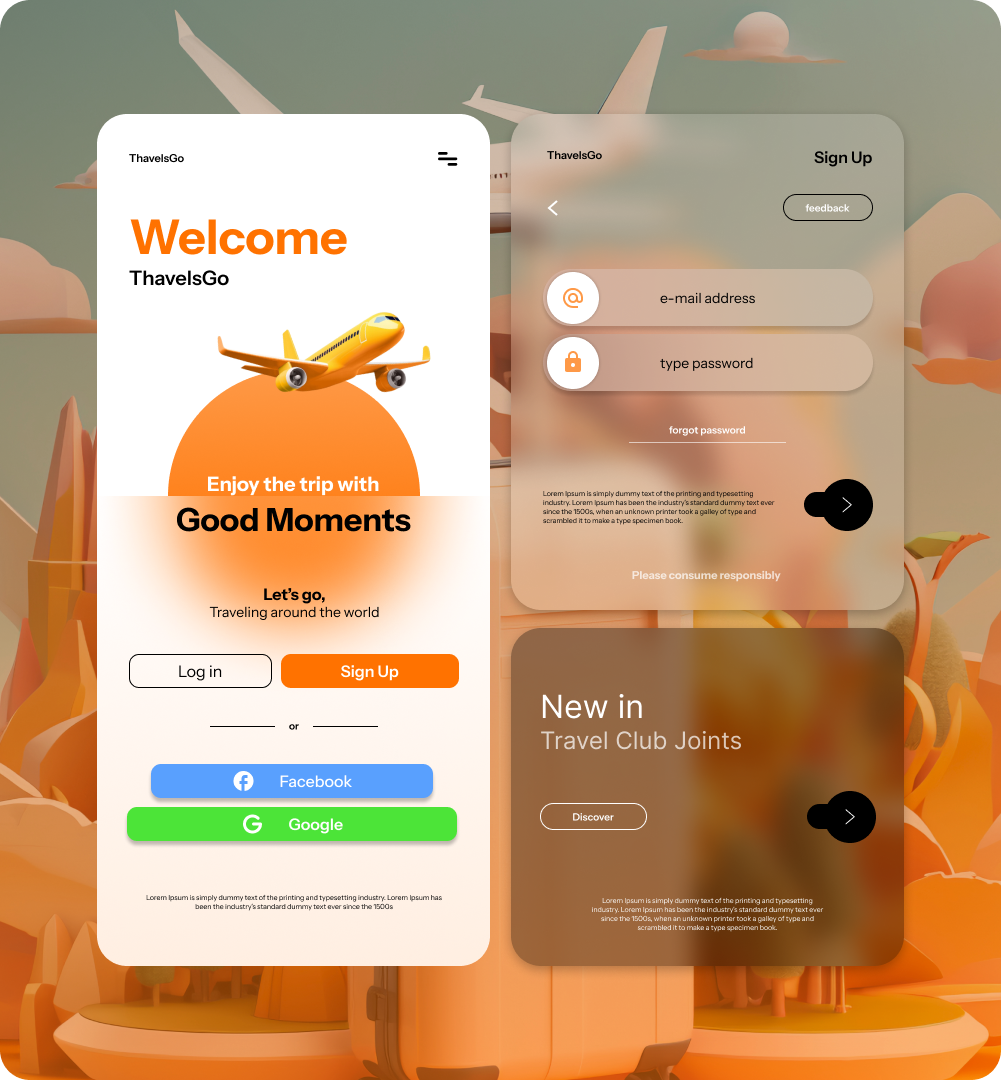 ThavelsGo
Welcome
ThavelsGo
Enjoy the trip with
Good Moments
Let's go,
Traveling around the world
Log in
Sign Up
or
Facebook
Google
Lorem Ipsum is simply dummy text of the printing and typesetting industry. Lorem Ipsum has
been the industry's standard dummy text ever since the 1500s
ThavelsGo
Sign Up
feedback
e-mail address
type password
forgot password
Lorem Ipsum is simply dummy text of the printing and typesetting
industry. Lorem Ipsum has been the industry's standard dummy text ever
since the 1500s, when an unknown printer took a galley of type and
scrambled it to make a type specimen book.
Please consume responsibly
New in
Travel Club Joints
Discover
Lorem Ipsum is simply dummy text of the printing and typesetting
industry. Lorem Ipsum has been the industry's standard dummy text ever
since the 1500s, when an unknown printer took a galley of type and
scrambled it to make a type specimen book.